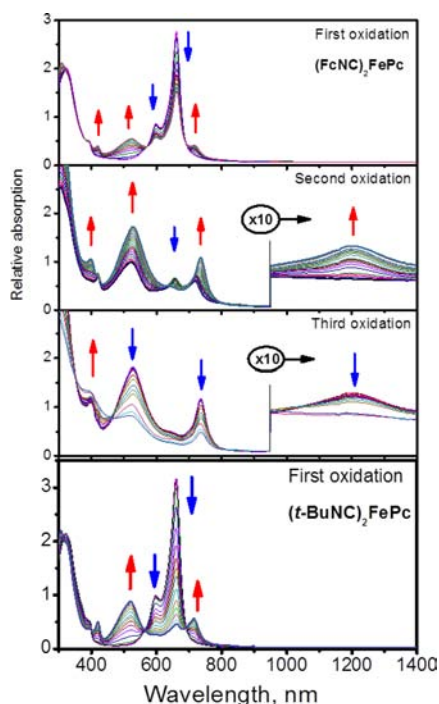 First oxidation
(FcNC)₂FePc
3
2
1
0
Second oxidation
x10
2
1
0
Third oxidation
x10
2
1
0
First oxidation
(t-BuNC)₂FePc
3
2
1
0
Relative absorption
400 600 800 1000 1200 1400
Wavelength, nm